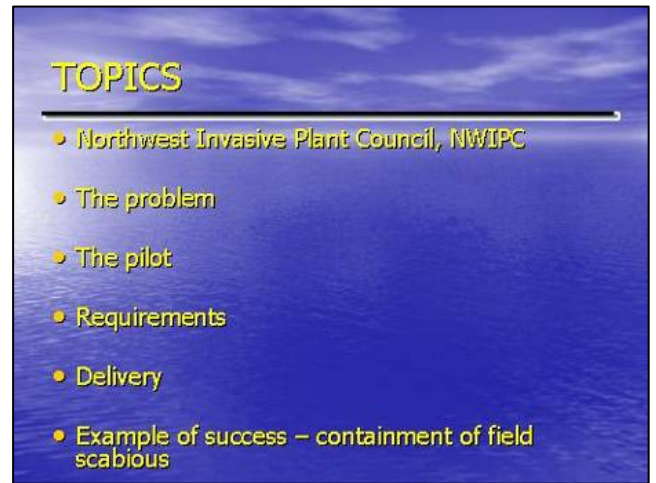 TOPICS
• Northwest Invasive Plant Council, NWIPC
• The problem
• The pilot
• Requirements
• Delivery
• Example of success – containment of field
scabious